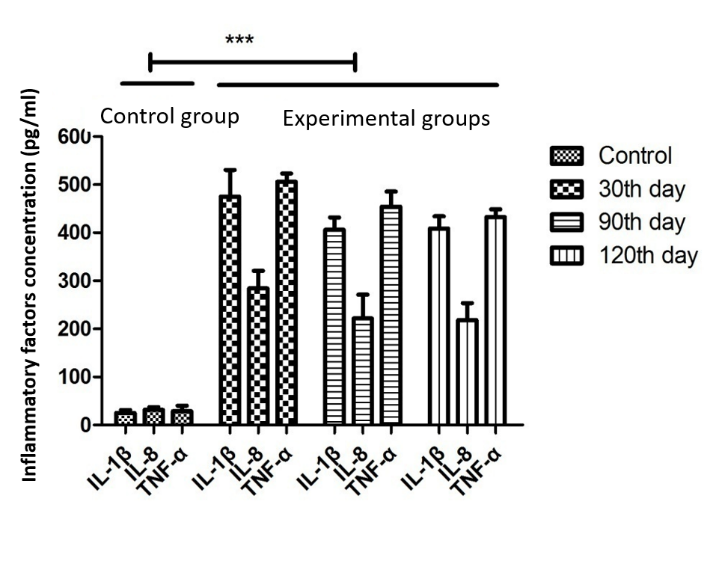 ***
Control group
Experimental groups
Inflammatory factors concentration (pg/ml)
600
500
400
300
200
100
0
IL-1β
IL-8
TNF-α
IL-1β
IL-8
TNF-α
IL-1β
IL-8
TNF-α
IL-1β
IL-8
TNF-α
Control
30th day
90th day
120th day